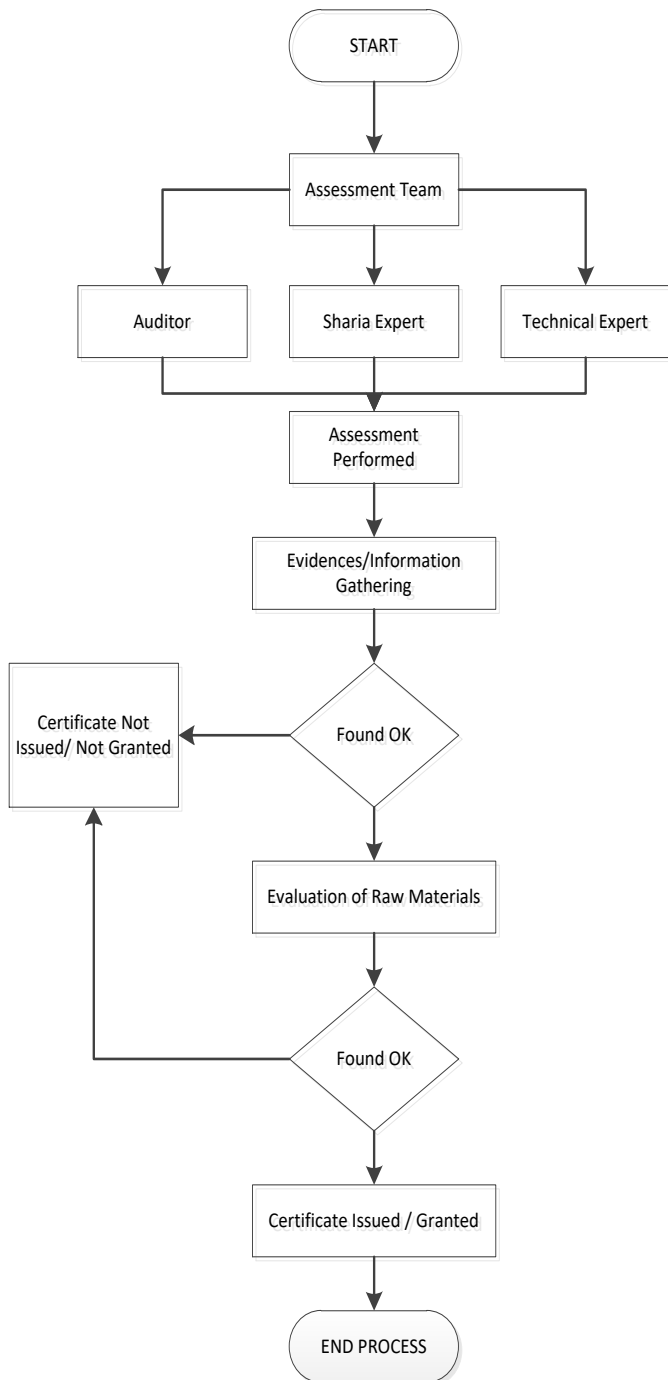 START
Assessment Team
Auditor
Sharia Expert
Technical Expert
Assessment
Performed
Evidences/Information
Gathering
Certificate Not
Issued/ Not Granted
Found OK
Evaluation of Raw Materials
Found OK
Certificate Issued / Granted
END PROCESS